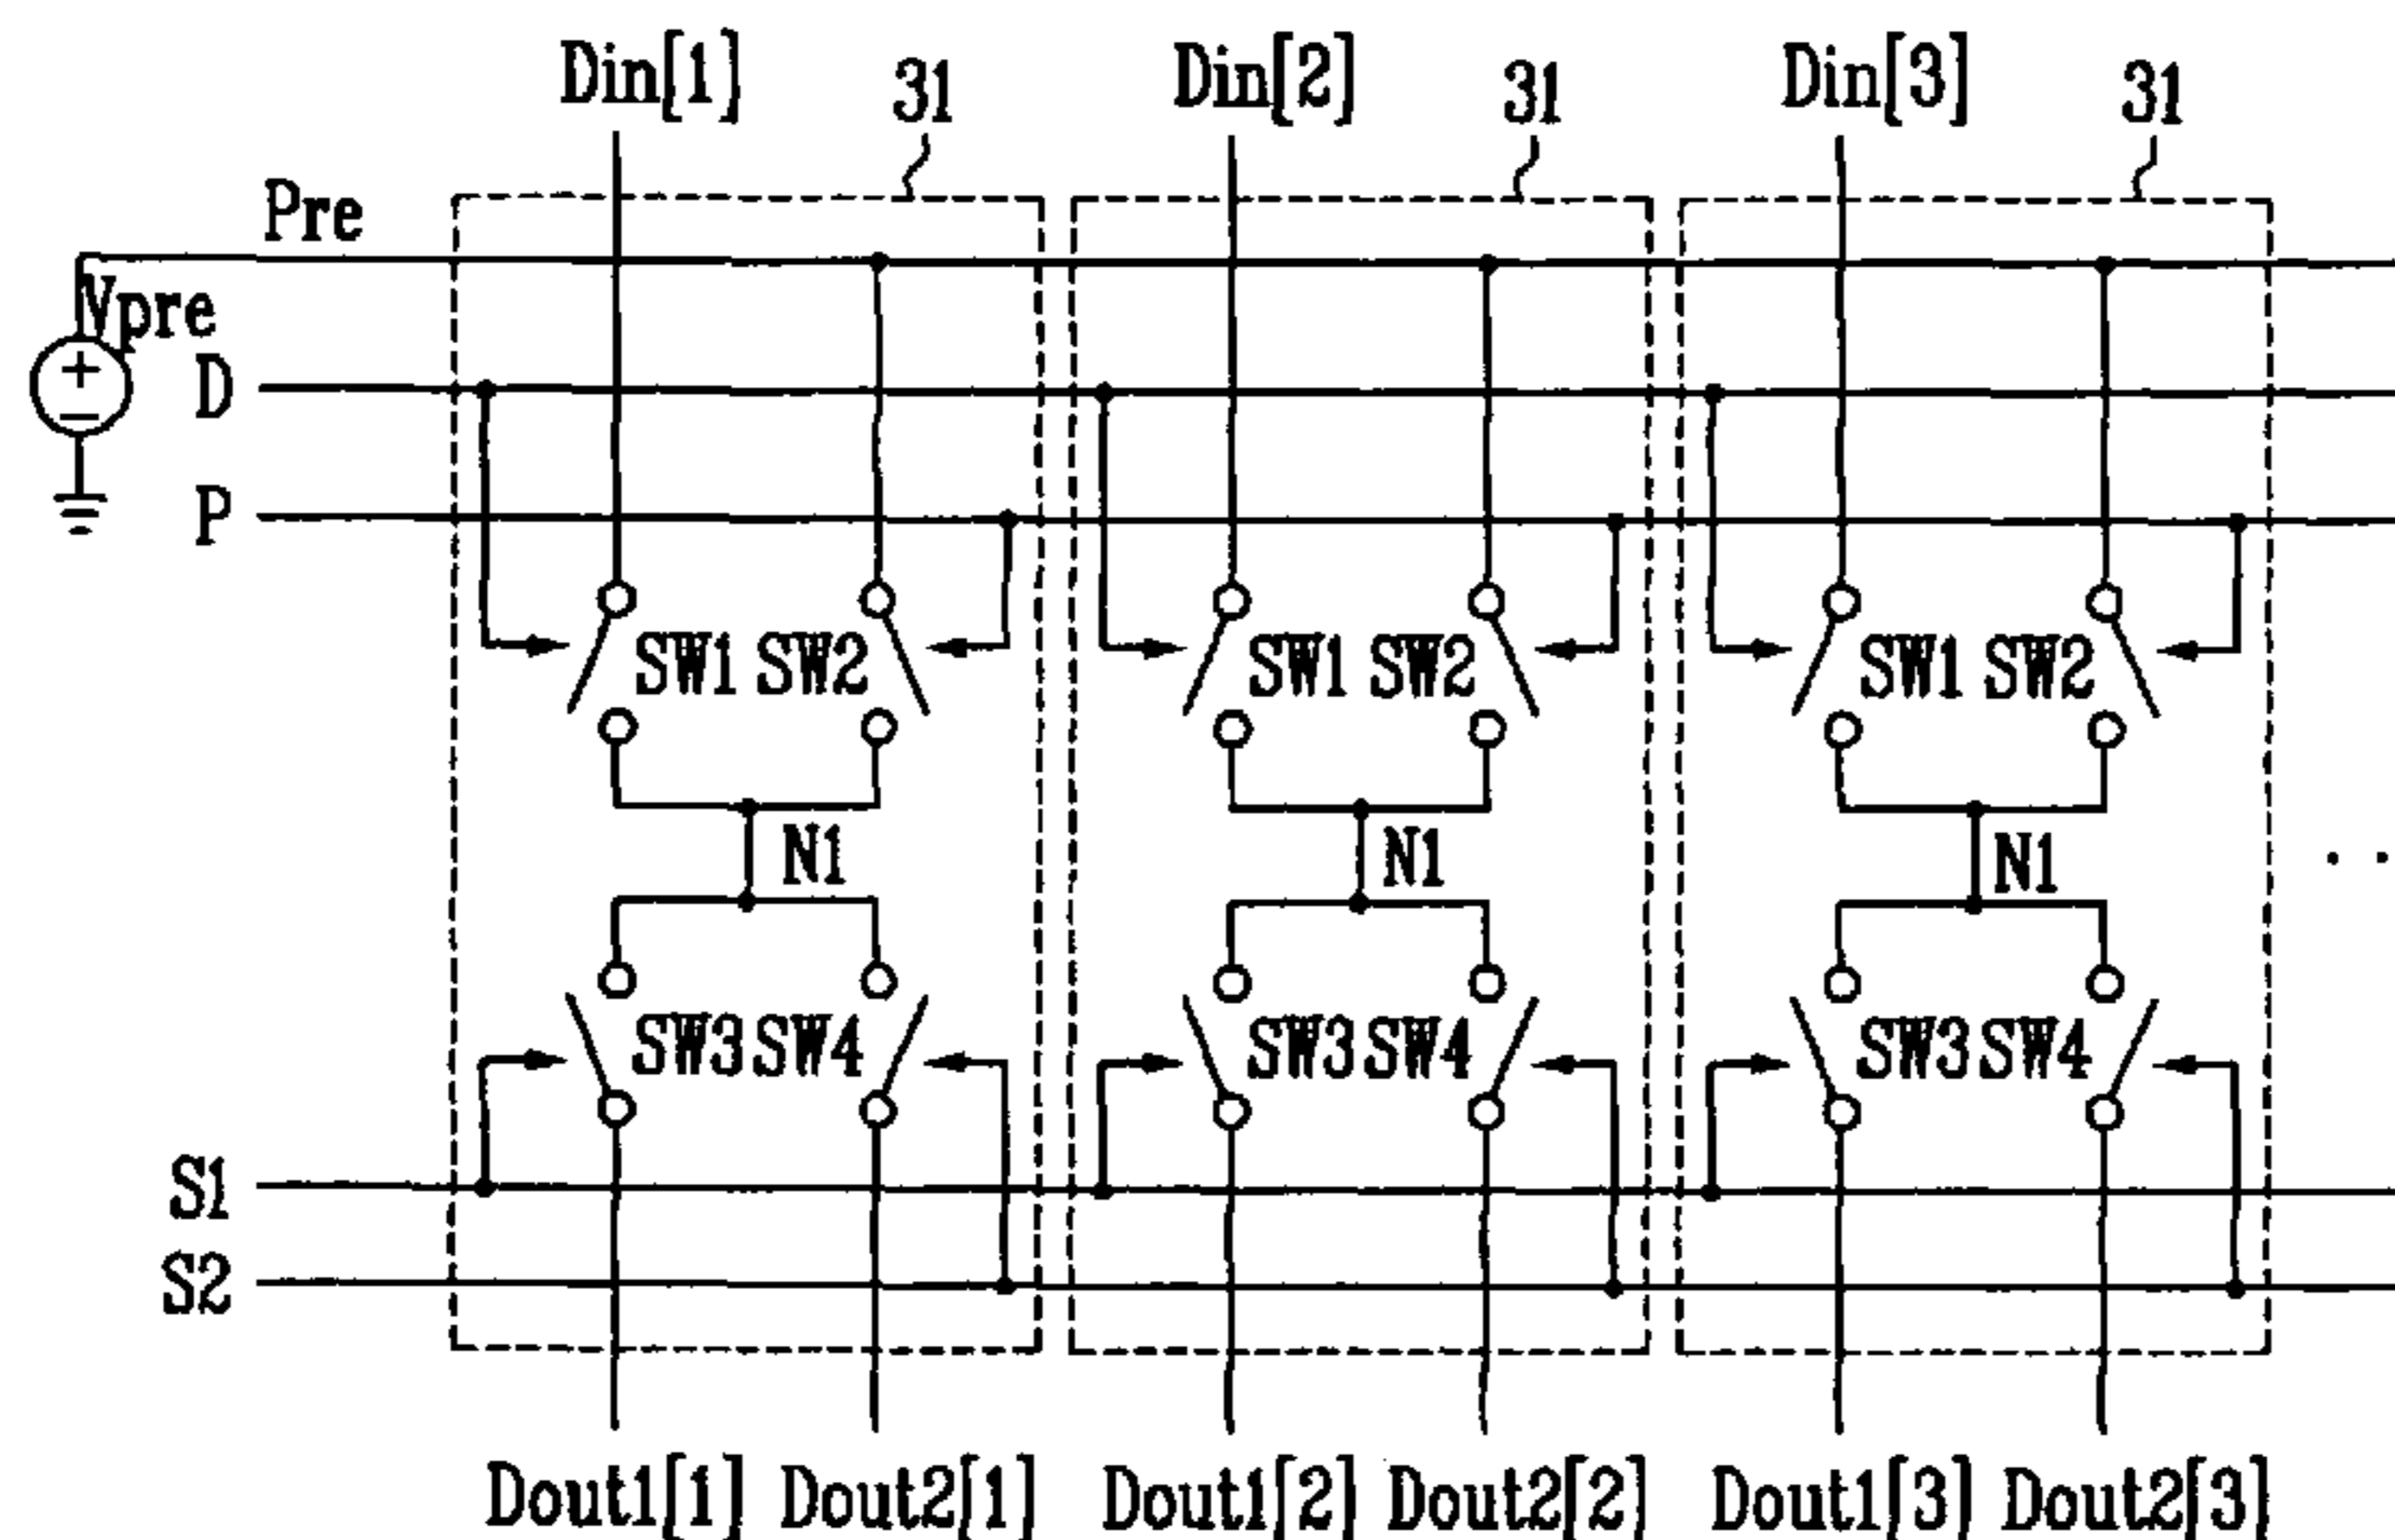 Din[1] 31 Din[2] 31 Din[3] 31
Pre
Vpre
+
D
−
P
SW1 SW2 SW1 SW2 SW1 SW2
N1 N1 N1
. .
SW3 SW4 SW3 SW4 SW3 SW4
S1
S2
Dout1[1] Dout2[1] Dout1[2] Dout2[2] Dout1[3] Dout2[3]